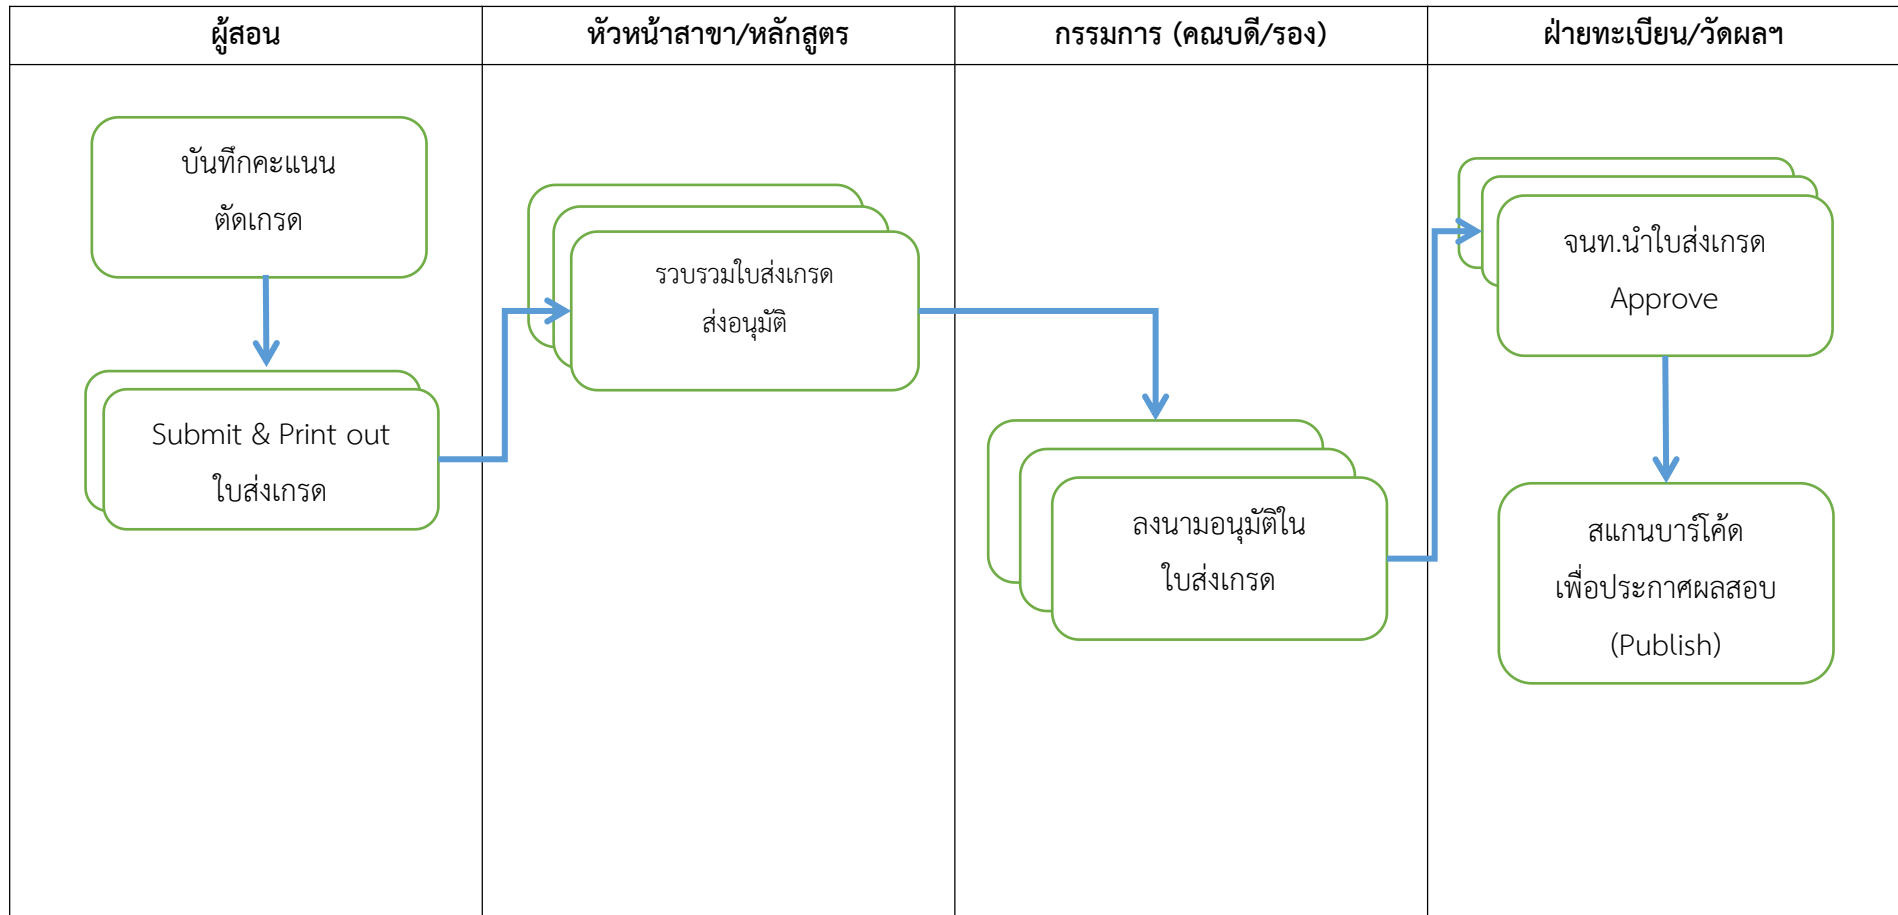 ผู้สอน
หัวหน้าสาขา/หลักสูตร
กรรมการ (คณบดี/รอง)
ฝ่ายทะเบียน/วัดผลฯ
บันทึกคะแนน
ตัดเกรด
Submit & Print out
ใบส่งเกรด
รวบรวมใบส่งเกรด
ส่งอนุมัติ
ลงนามอนุมัติใน
ใบส่งเกรด
จนท.นำใบส่งเกรด
Approve
สแกนบาร์โค้ด
เพื่อประกาศผลสอบ
(Publish)